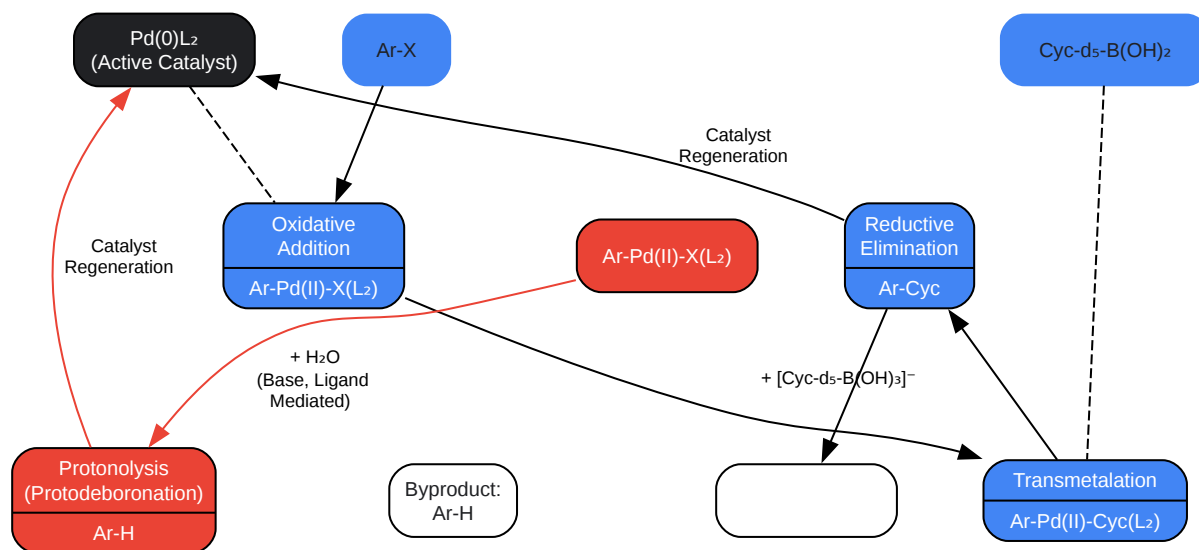 Pd(0)L₂
(Active Catalyst)
Ar-X
Cyc-d₅-B(OH)₂
Catalyst
Regeneration
Oxidative
Addition
Ar-Pd(II)-X(L₂)
Ar-Pd(II)-X(L₂)
Reductive
Elimination
Ar-Cyc
Catalyst
Regeneration
+ H₂O
(Base, Ligand
Mediated)
+ [Cyc-d₅-B(OH)₃]⁻
Protonolysis
(Protodeboronation)
Ar-H
Byproduct:
Ar-H
Transmetalation
Ar-Pd(II)-Cyc(L₂)